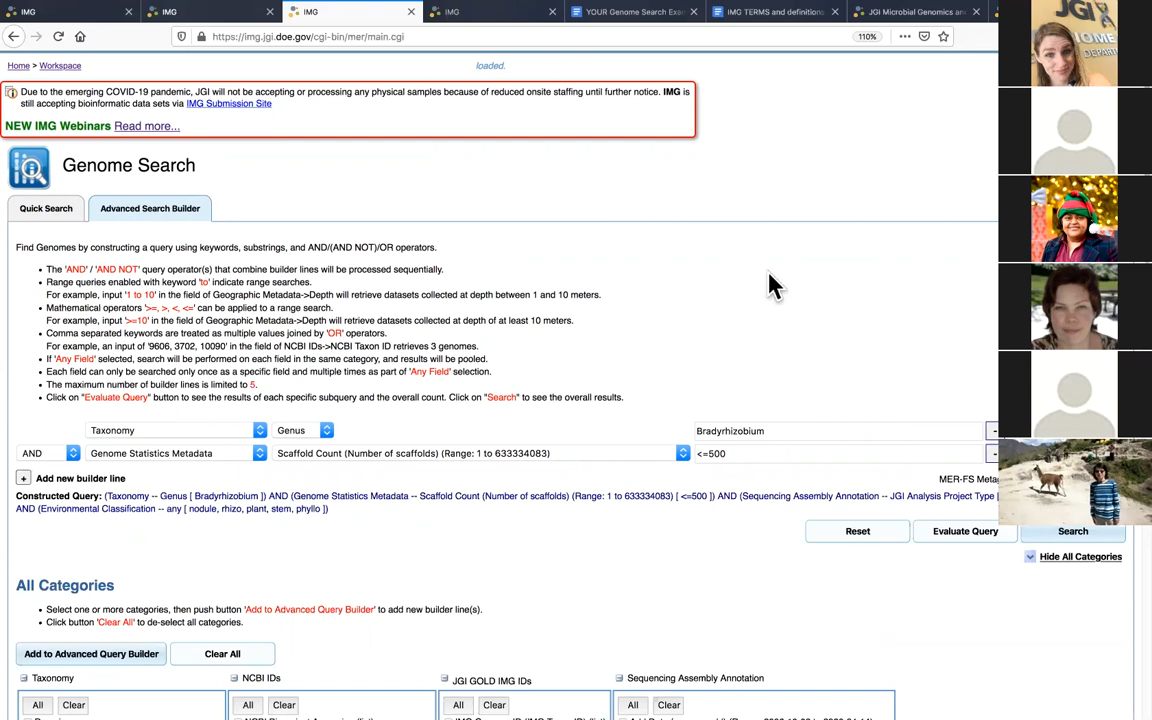 IMG
IMG
IMG
IMG
YOUR Genome Search Exa
IMG TERMS and definitions
JGI Microbial Genomics and
https://img.jgi.doe.gov/cgi-bin/mer/main.cgi
110%
Home > Workspace
loaded.
Due to the emerging COVID-19 pandemic, JGI will not be accepting or processing any physical samples because of reduced onsite staffing until further notice. IMG is
still accepting bioinformatic data sets via IMG Submission Site
NEW IMG Webinars Read more...
Genome Search
Quick Search
Advanced Search Builder
Find Genomes by constructing a query using keywords, substrings, and AND/(AND NOT)/OR operators.
• The 'AND' / 'AND NOT' query operator(s) that combine builder lines will be processed sequentially.
• Range queries enabled with keyword 'to' indicate range searches.
For example, input '1 to 10' in the field of Geographic Metadata->Depth will retrieve datasets collected at depth between 1 and 10 meters.
• Mathematical operators '>=, >, <, <=' can be applied to a range search.
For example, input '>=10' in the field of Geographic Metadata->Depth will retrieve datasets collected at depth of at least 10 meters.
• Comma separated keywords are treated as multiple values joined by 'OR' operators.
For example, an input of '9606, 3702, 10090' in the field of NCBI IDs->NCBI Taxon ID retrieves 3 genomes.
• If 'Any Field' selected, search will be performed on each field in the same category, and results will be pooled.
• Each field can only be searched only once as a specific field and multiple times as part of 'Any Field' selection.
• The maximum number of builder lines is limited to 5.
• Click on "Evaluate Query" button to see the results of each specific subquery and the overall count. Click on "Search" to see the overall results.
Taxonomy Genus Bradyrhizobium -
AND Genome Statistics Metadata Scaffold Count (Number of scaffolds) (Range: 1 to 633334083) <=500 -
+ Add new builder line
MER-FS Metag
Constructed Query: (Taxonomy -- Genus [ Bradyrhizobium ]) AND (Genome Statistics Metadata -- Scaffold Count (Number of scaffolds) (Range: 1 to 633334083) [ <=500 ]) AND (Sequencing Assembly Annotation -- JGI Analysis Project Type [
AND (Environmental Classification -- any [ nodule, rhizo, plant, stem, phyllo ])
Reset
Evaluate Query
Search
Hide All Categories
All Categories
• Select one or more categories, then push button 'Add to Advanced Query Builder' to add new builder line(s).
• Click button 'Clear All' to de-select all categories.
Add to Advanced Query Builder
Clear All
Taxonomy
NCBI IDs
JGI GOLD IMG IDs
Sequencing Assembly Annotation
All Clear
All Clear
All Clear
All Clear
JGI